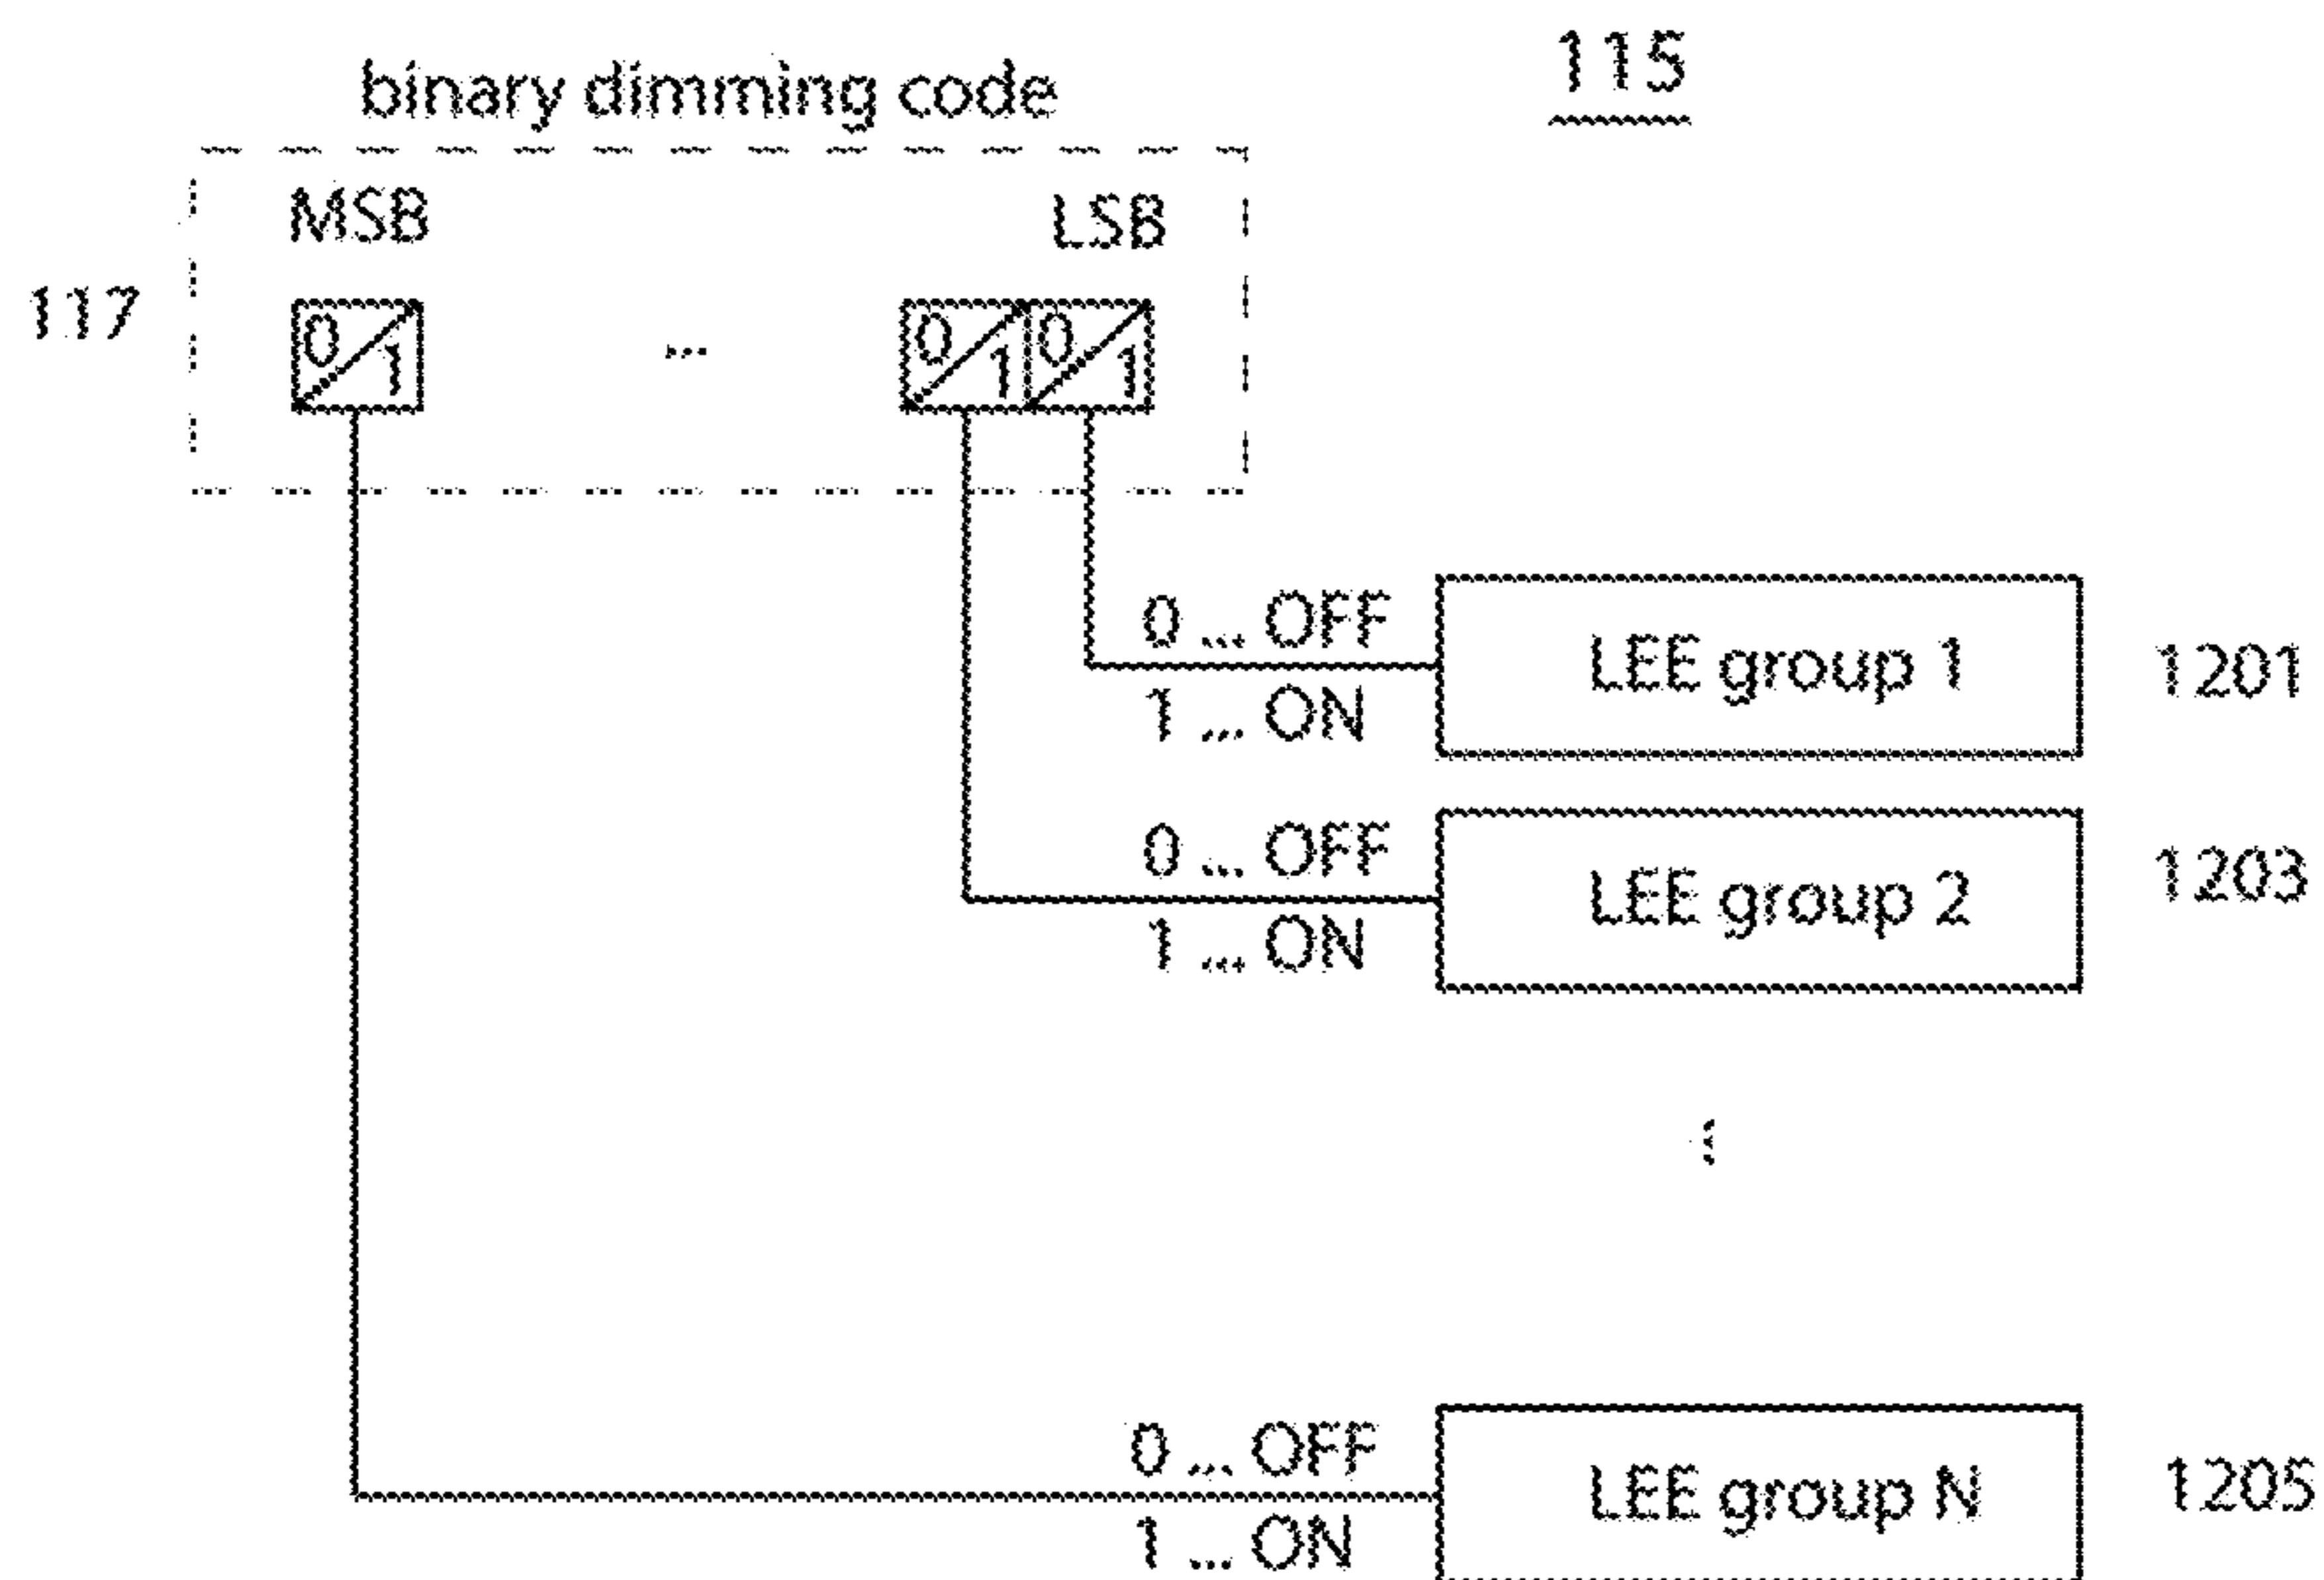 115
binary dimming code
MSB LSB
117
0/1 ... 0/1 0/1
0 ... OFF
LEE group 1 1201
1 ... ON
0 ... OFF
LEE group 2 1203
1 ... ON
0 ... OFF
LEE group N 1205
1 ... ON